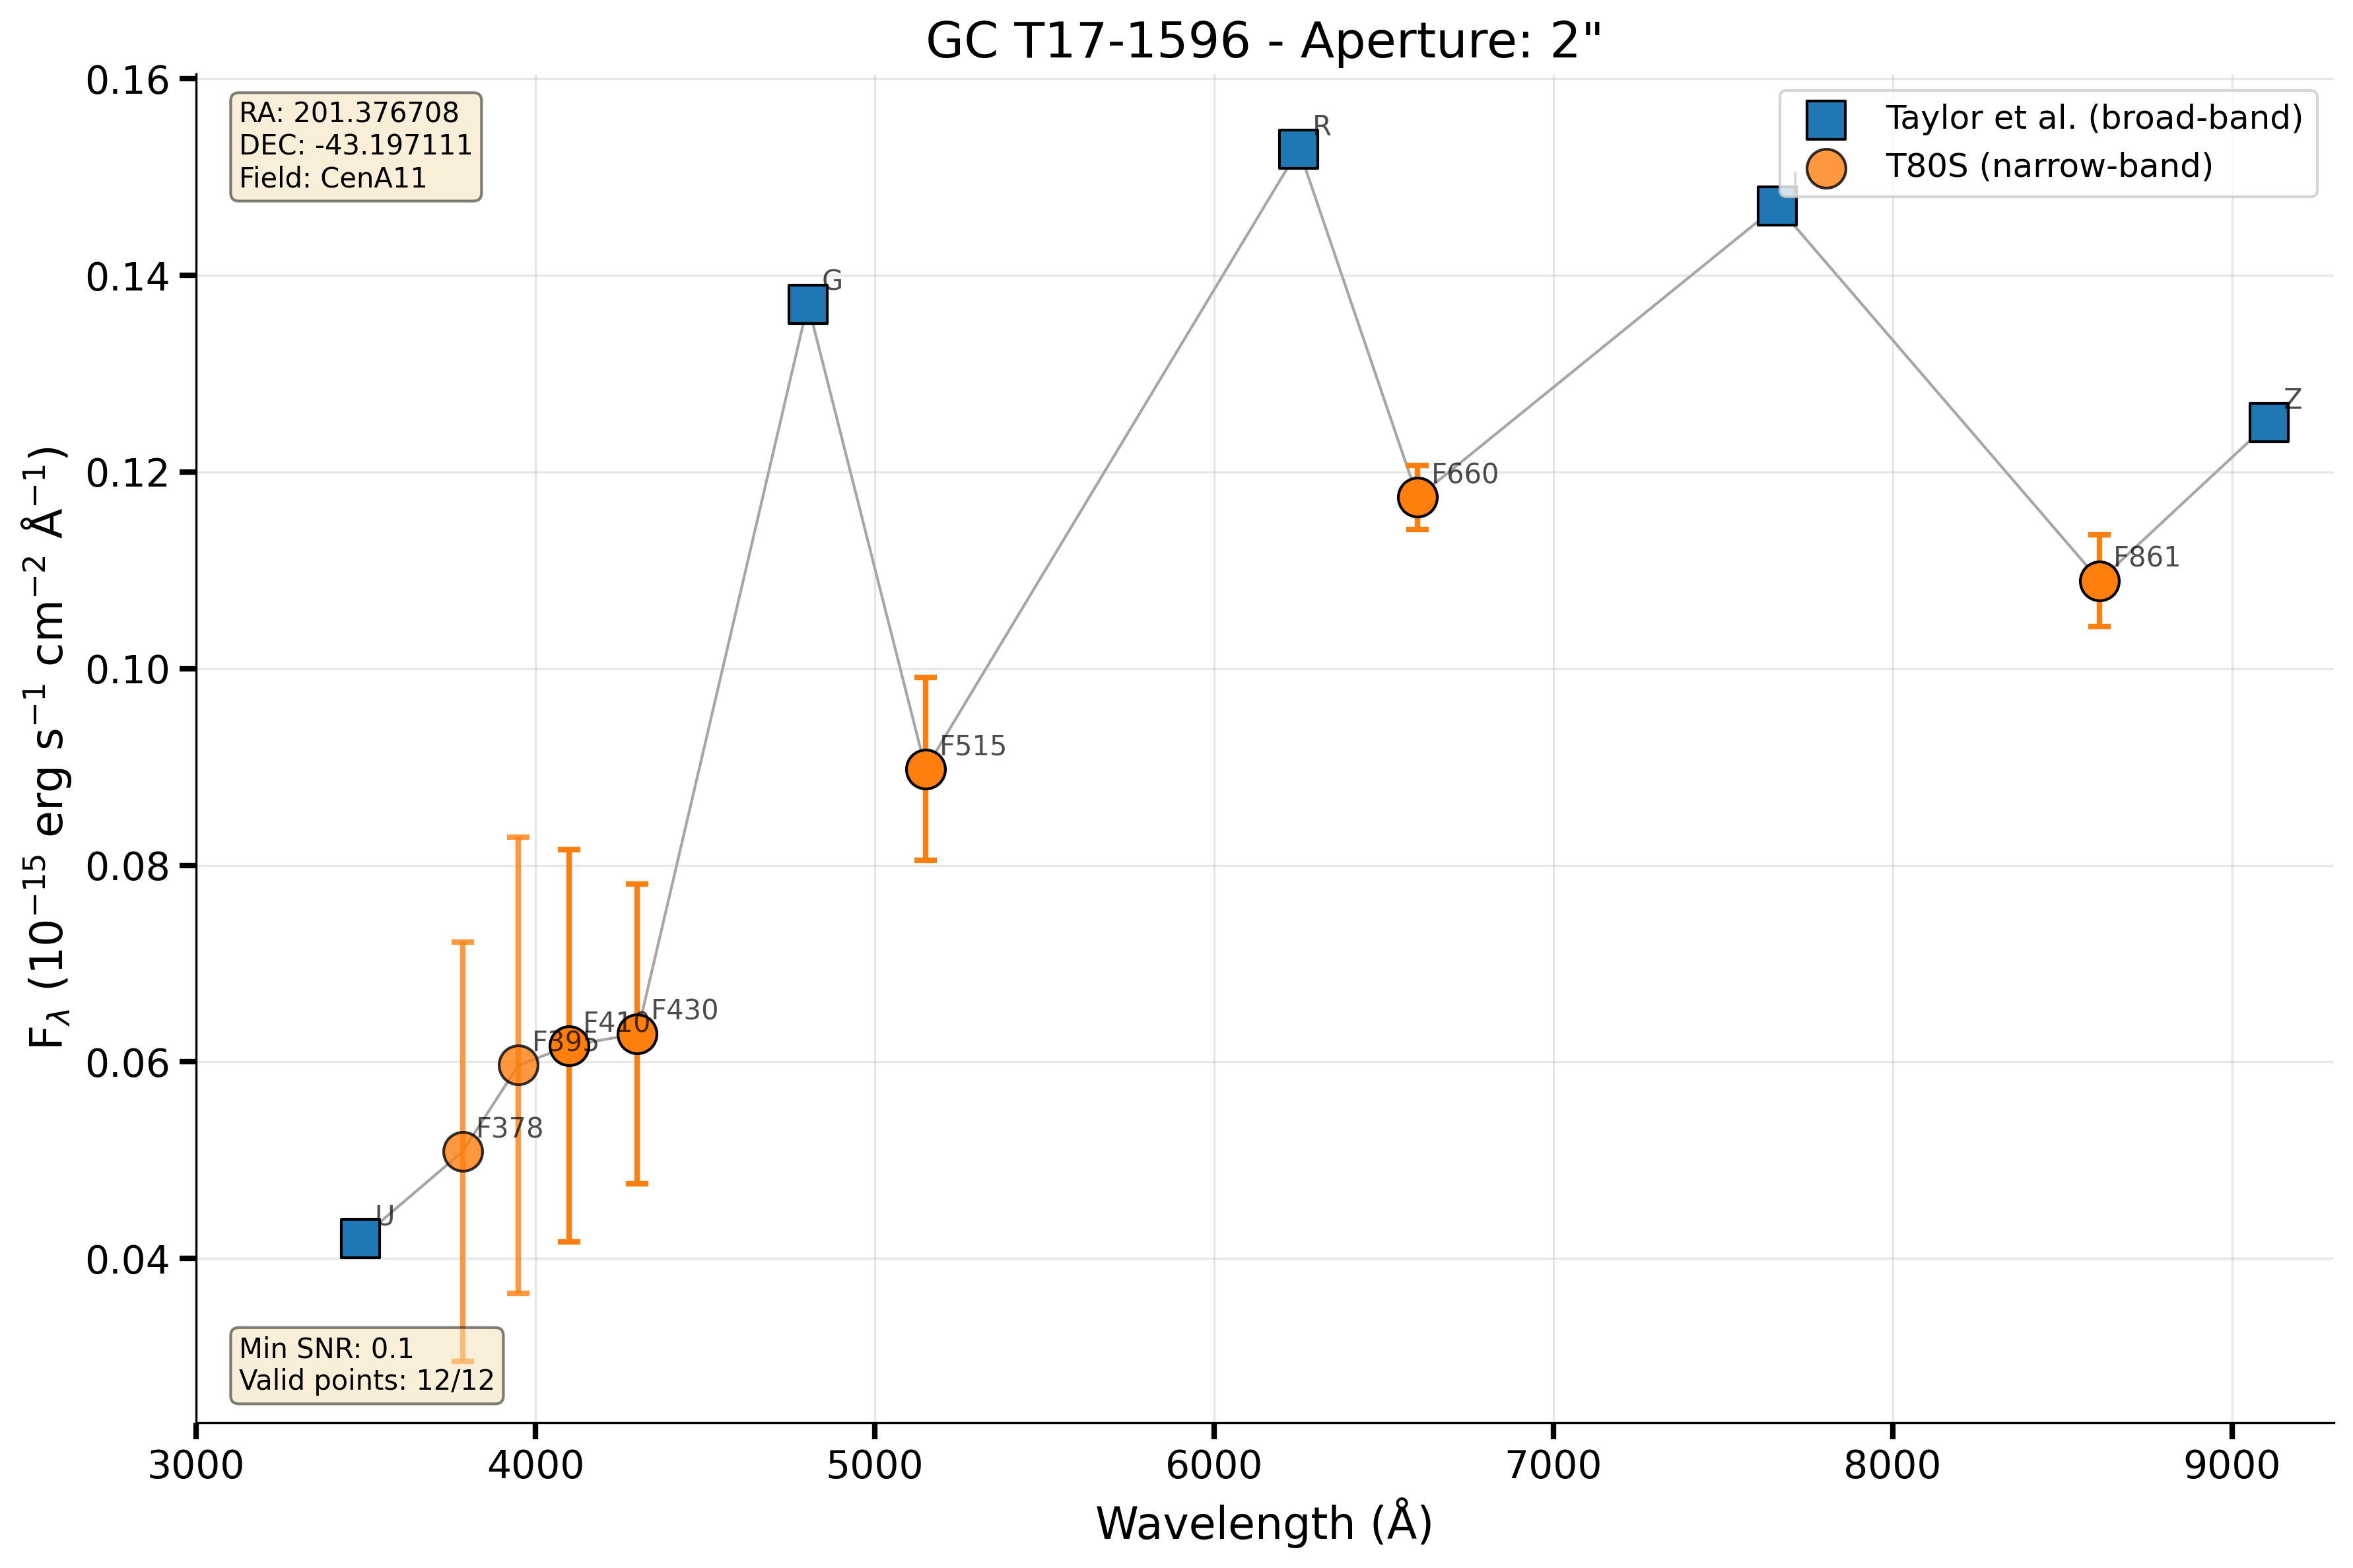 GC T17-1596 - Aperture: 2"
RA: 201.376708
DEC: -43.197111
Field: CenA11
Taylor et al. (broad-band)
T80S (narrow-band)
F_λ (10⁻¹⁵ erg s⁻¹ cm⁻² Å⁻¹)
0.16
0.14
0.12
0.10
0.08
0.06
0.04
R
G
Z
F660
F861
F515
F430
F410
F395
F378
U
Min SNR: 0.1
Valid points: 12/12
3000
4000
5000
6000
7000
8000
9000
Wavelength (Å)